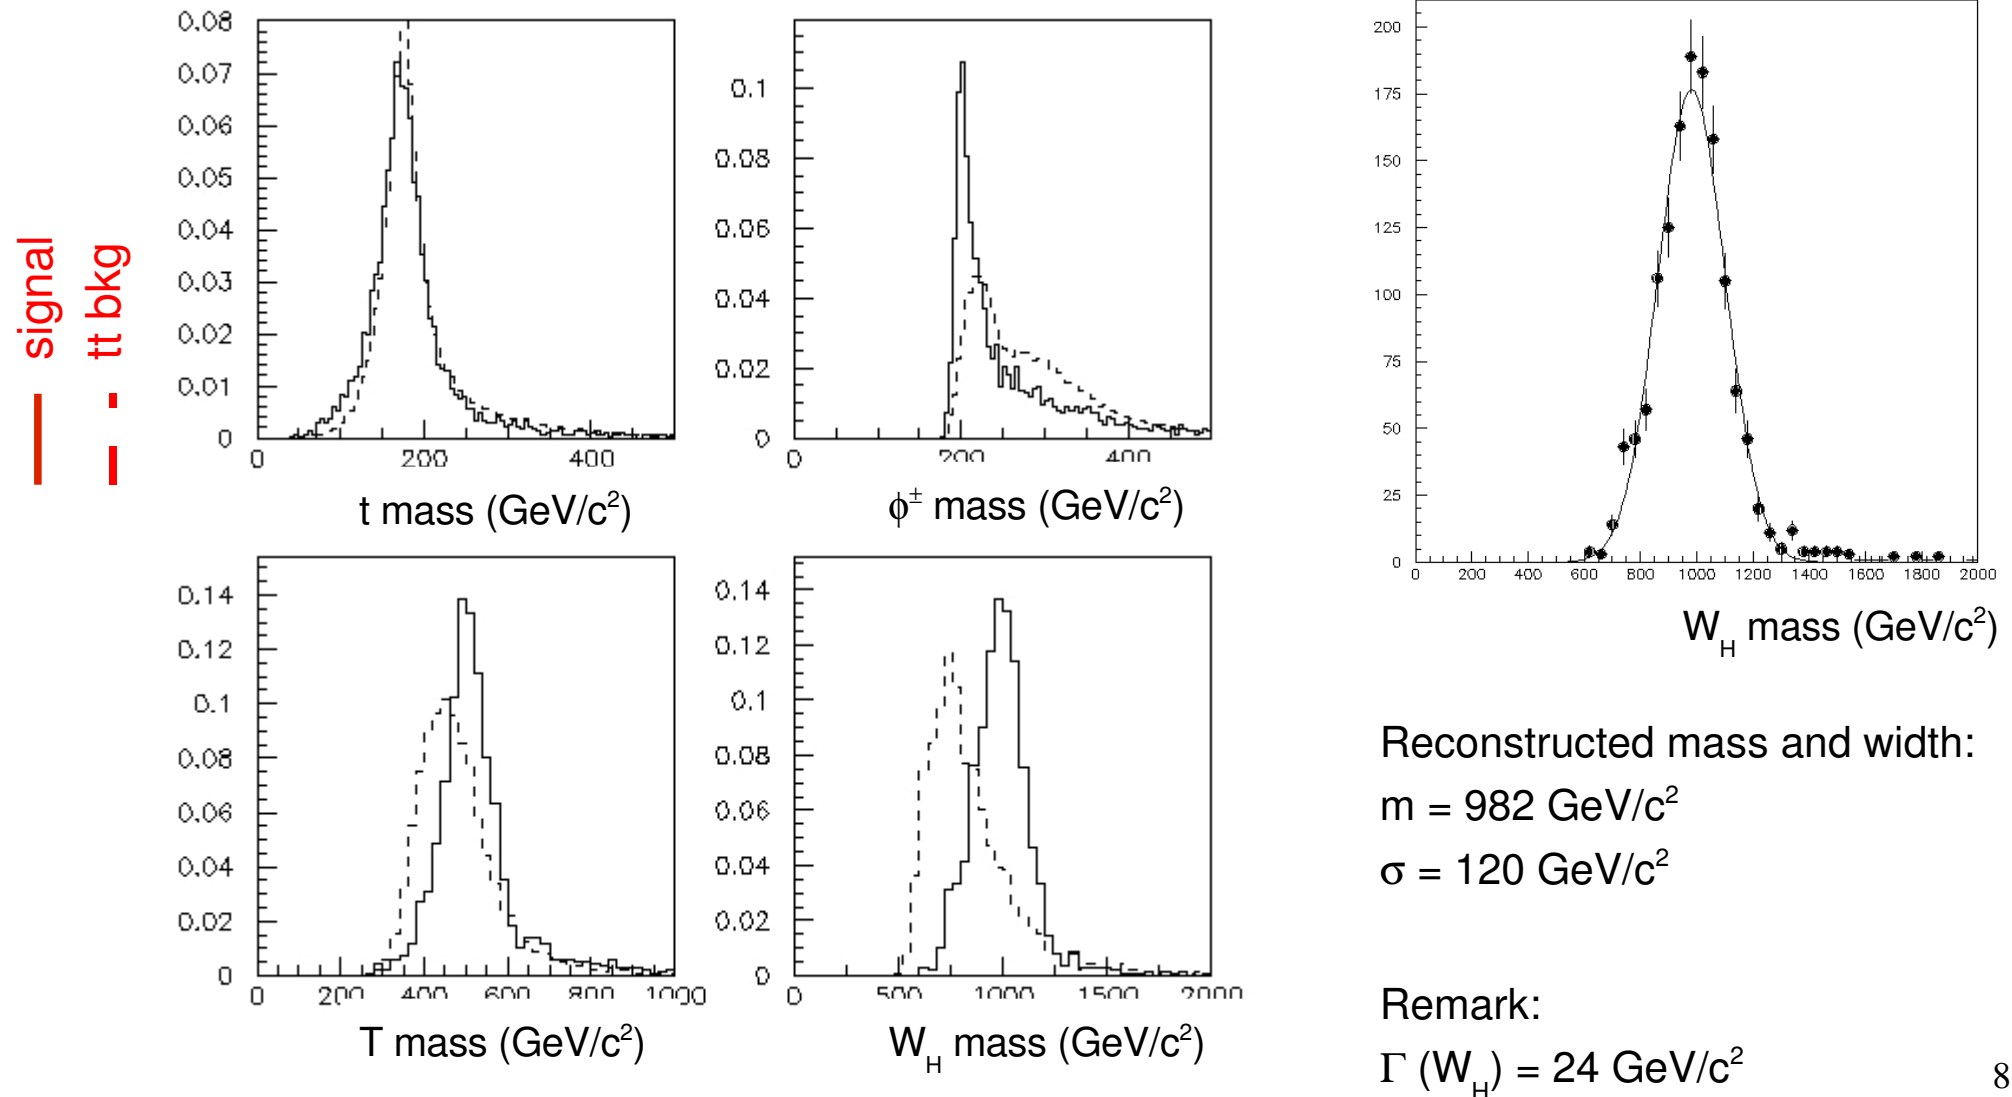 signal
tt bkg
0.08
0.07
0.06
0.05
0.04
0.03
0.02
0.01
0
0 200 400
t mass (GeV/c²)
0.1
0.08
0.06
0.04
0.02
0
0 200 400
ϕ± mass (GeV/c²)
0.14
0.12
0.1
0.08
0.06
0.04
0.02
0
0 200 400 600 800 1000
T mass (GeV/c²)
0.14
0.12
0.1
0.08
0.06
0.04
0.02
0
0 500 1000 1500 2000
W_H mass (GeV/c²)
200
175
150
125
100
75
50
25
0
0 200 400 600 800 1000 1200 1400 1600 1800 2000
W_H mass (GeV/c²)
Reconstructed mass and width:
m = 982 GeV/c²
σ = 120 GeV/c²
Remark:
Γ (W_H) = 24 GeV/c²
8